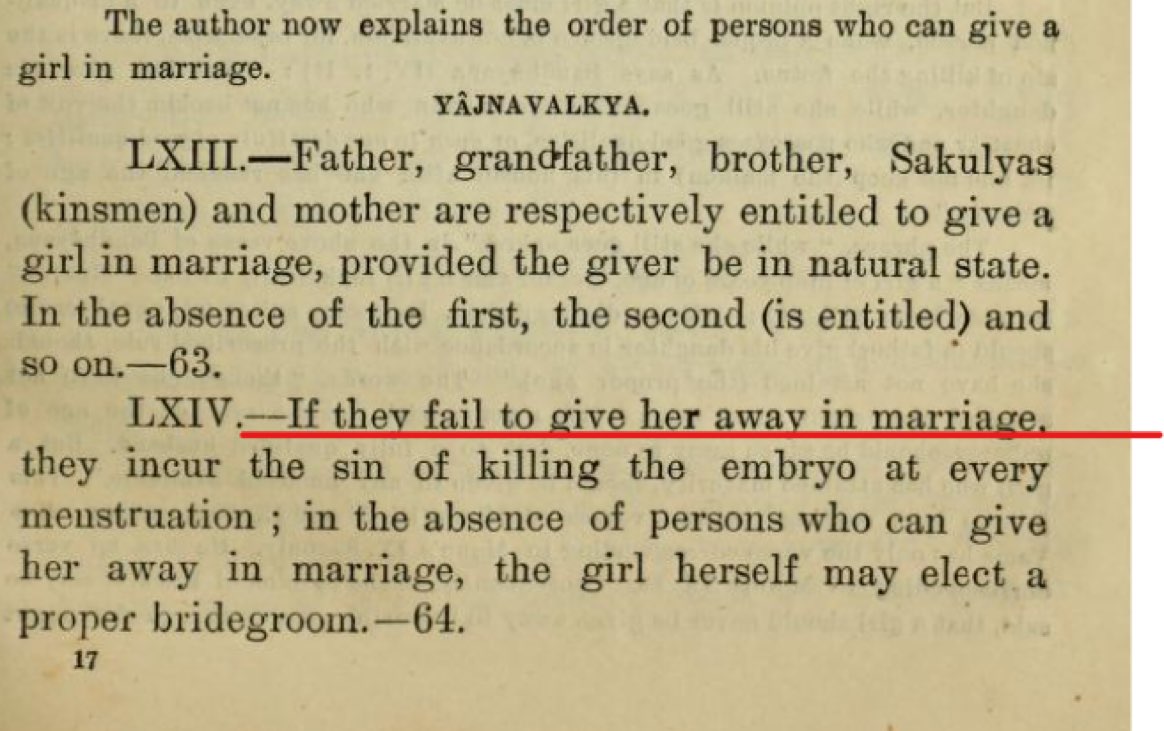 The author now explains the order of persons who can give a
girl in marriage.
YÂJNAVALKYA.
LXIII.—Father, grandfather, brother, Sakulyas
(kinsmen) and mother are respectively entitled to give a
girl in marriage, provided the giver be in natural state.
In the absence of the first, the second (is entitled) and
so on.—63.
LXIV.—If they fail to give her away in marriage,
they incur the sin of killing the embryo at every
menstruation ; in the absence of persons who can give
her away in marriage, the girl herself may elect a
proper bridegroom.—64.
17